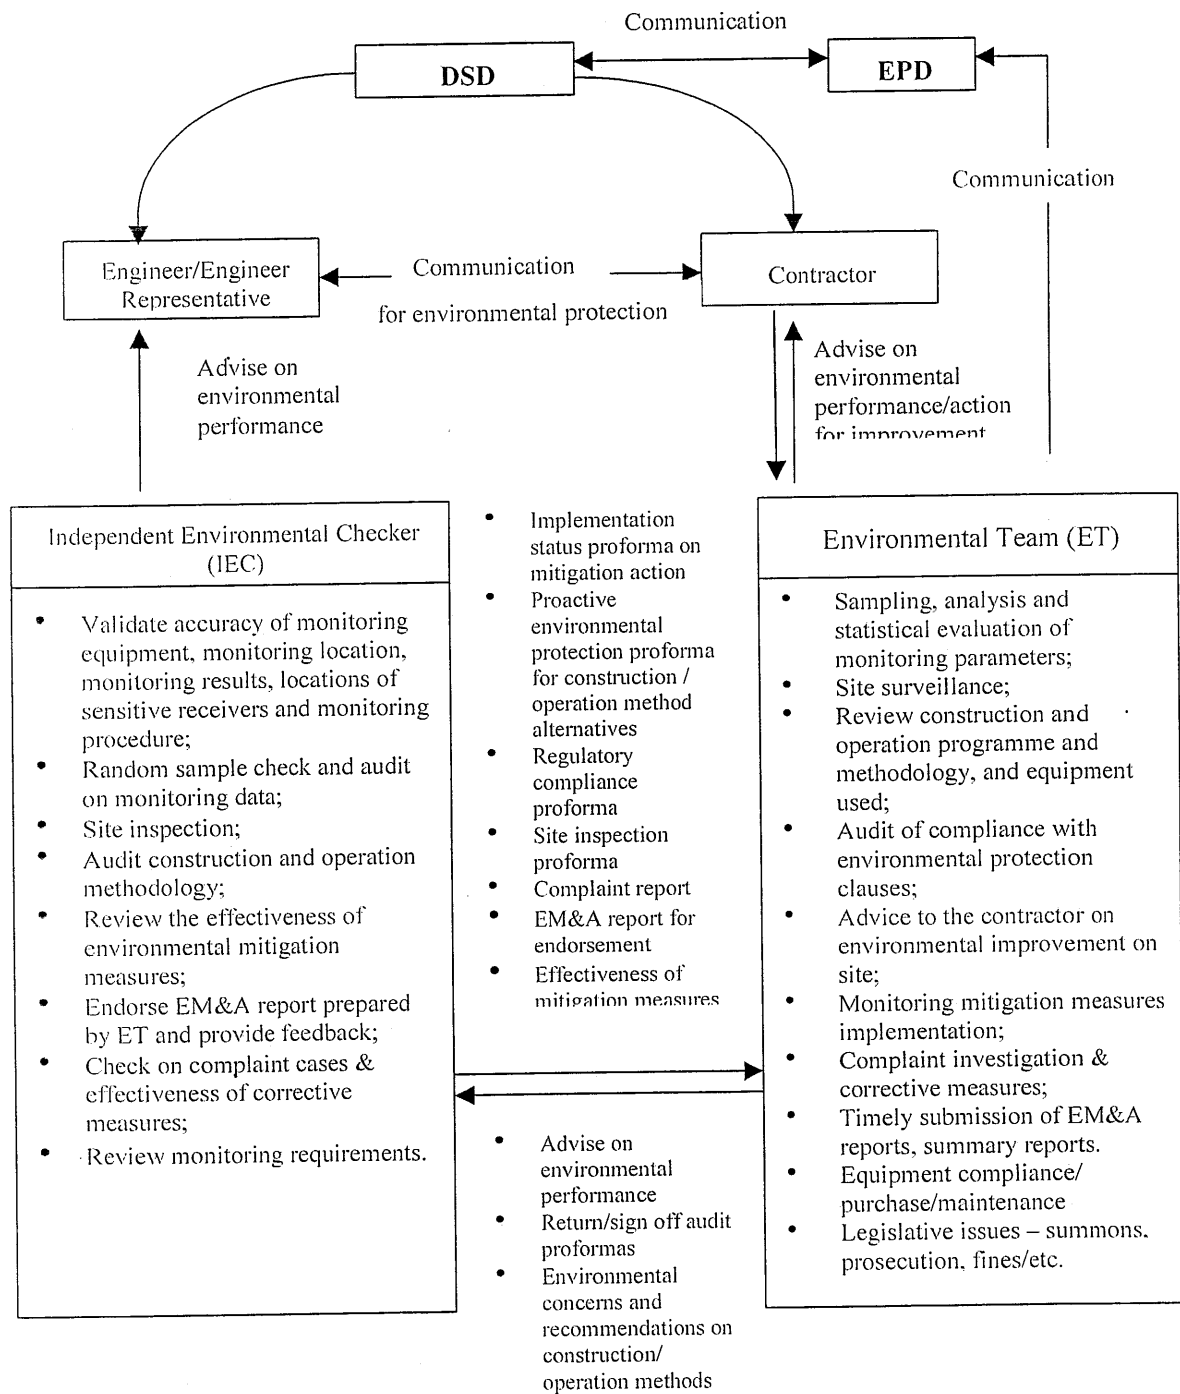 Communication
DSD
EPD
Communication
Engineer/Engineer
Representative
Communication
for environmental protection
Contractor
Advise on
environmental
performance
Advise on
environmental
performance/action
for improvement
Independent Environmental Checker
(IEC)
• Validate accuracy of monitoring
equipment, monitoring location,
monitoring results, locations of
sensitive receivers and monitoring
procedure;
• Random sample check and audit
on monitoring data;
• Site inspection;
• Audit construction and operation
methodology;
• Review the effectiveness of
environmental mitigation
measures;
• Endorse EM&A report prepared
by ET and provide feedback;
• Check on complaint cases &
effectiveness of corrective
measures;
• Review monitoring requirements.
• Implementation
status proforma on
mitigation action
• Proactive
environmental
protection proforma
for construction /
operation method
alternatives
• Regulatory
compliance
proforma
• Site inspection
proforma
• Complaint report
• EM&A report for
endorsement
• Effectiveness of
mitigation measures
• Advise on
environmental
performance
• Return/sign off audit
proformas
• Environmental
concerns and
recommendations on
construction/
operation methods
Environmental Team (ET)
• Sampling, analysis and
statistical evaluation of
monitoring parameters;
• Site surveillance;
• Review construction and
operation programme and
methodology, and equipment
used;
• Audit of compliance with
environmental protection
clauses;
• Advice to the contractor on
environmental improvement on
site;
• Monitoring mitigation measures
implementation;
• Complaint investigation &
corrective measures;
• Timely submission of EM&A
reports, summary reports.
• Equipment compliance/
purchase/maintenance
• Legislative issues – summons,
prosecution, fines/etc.